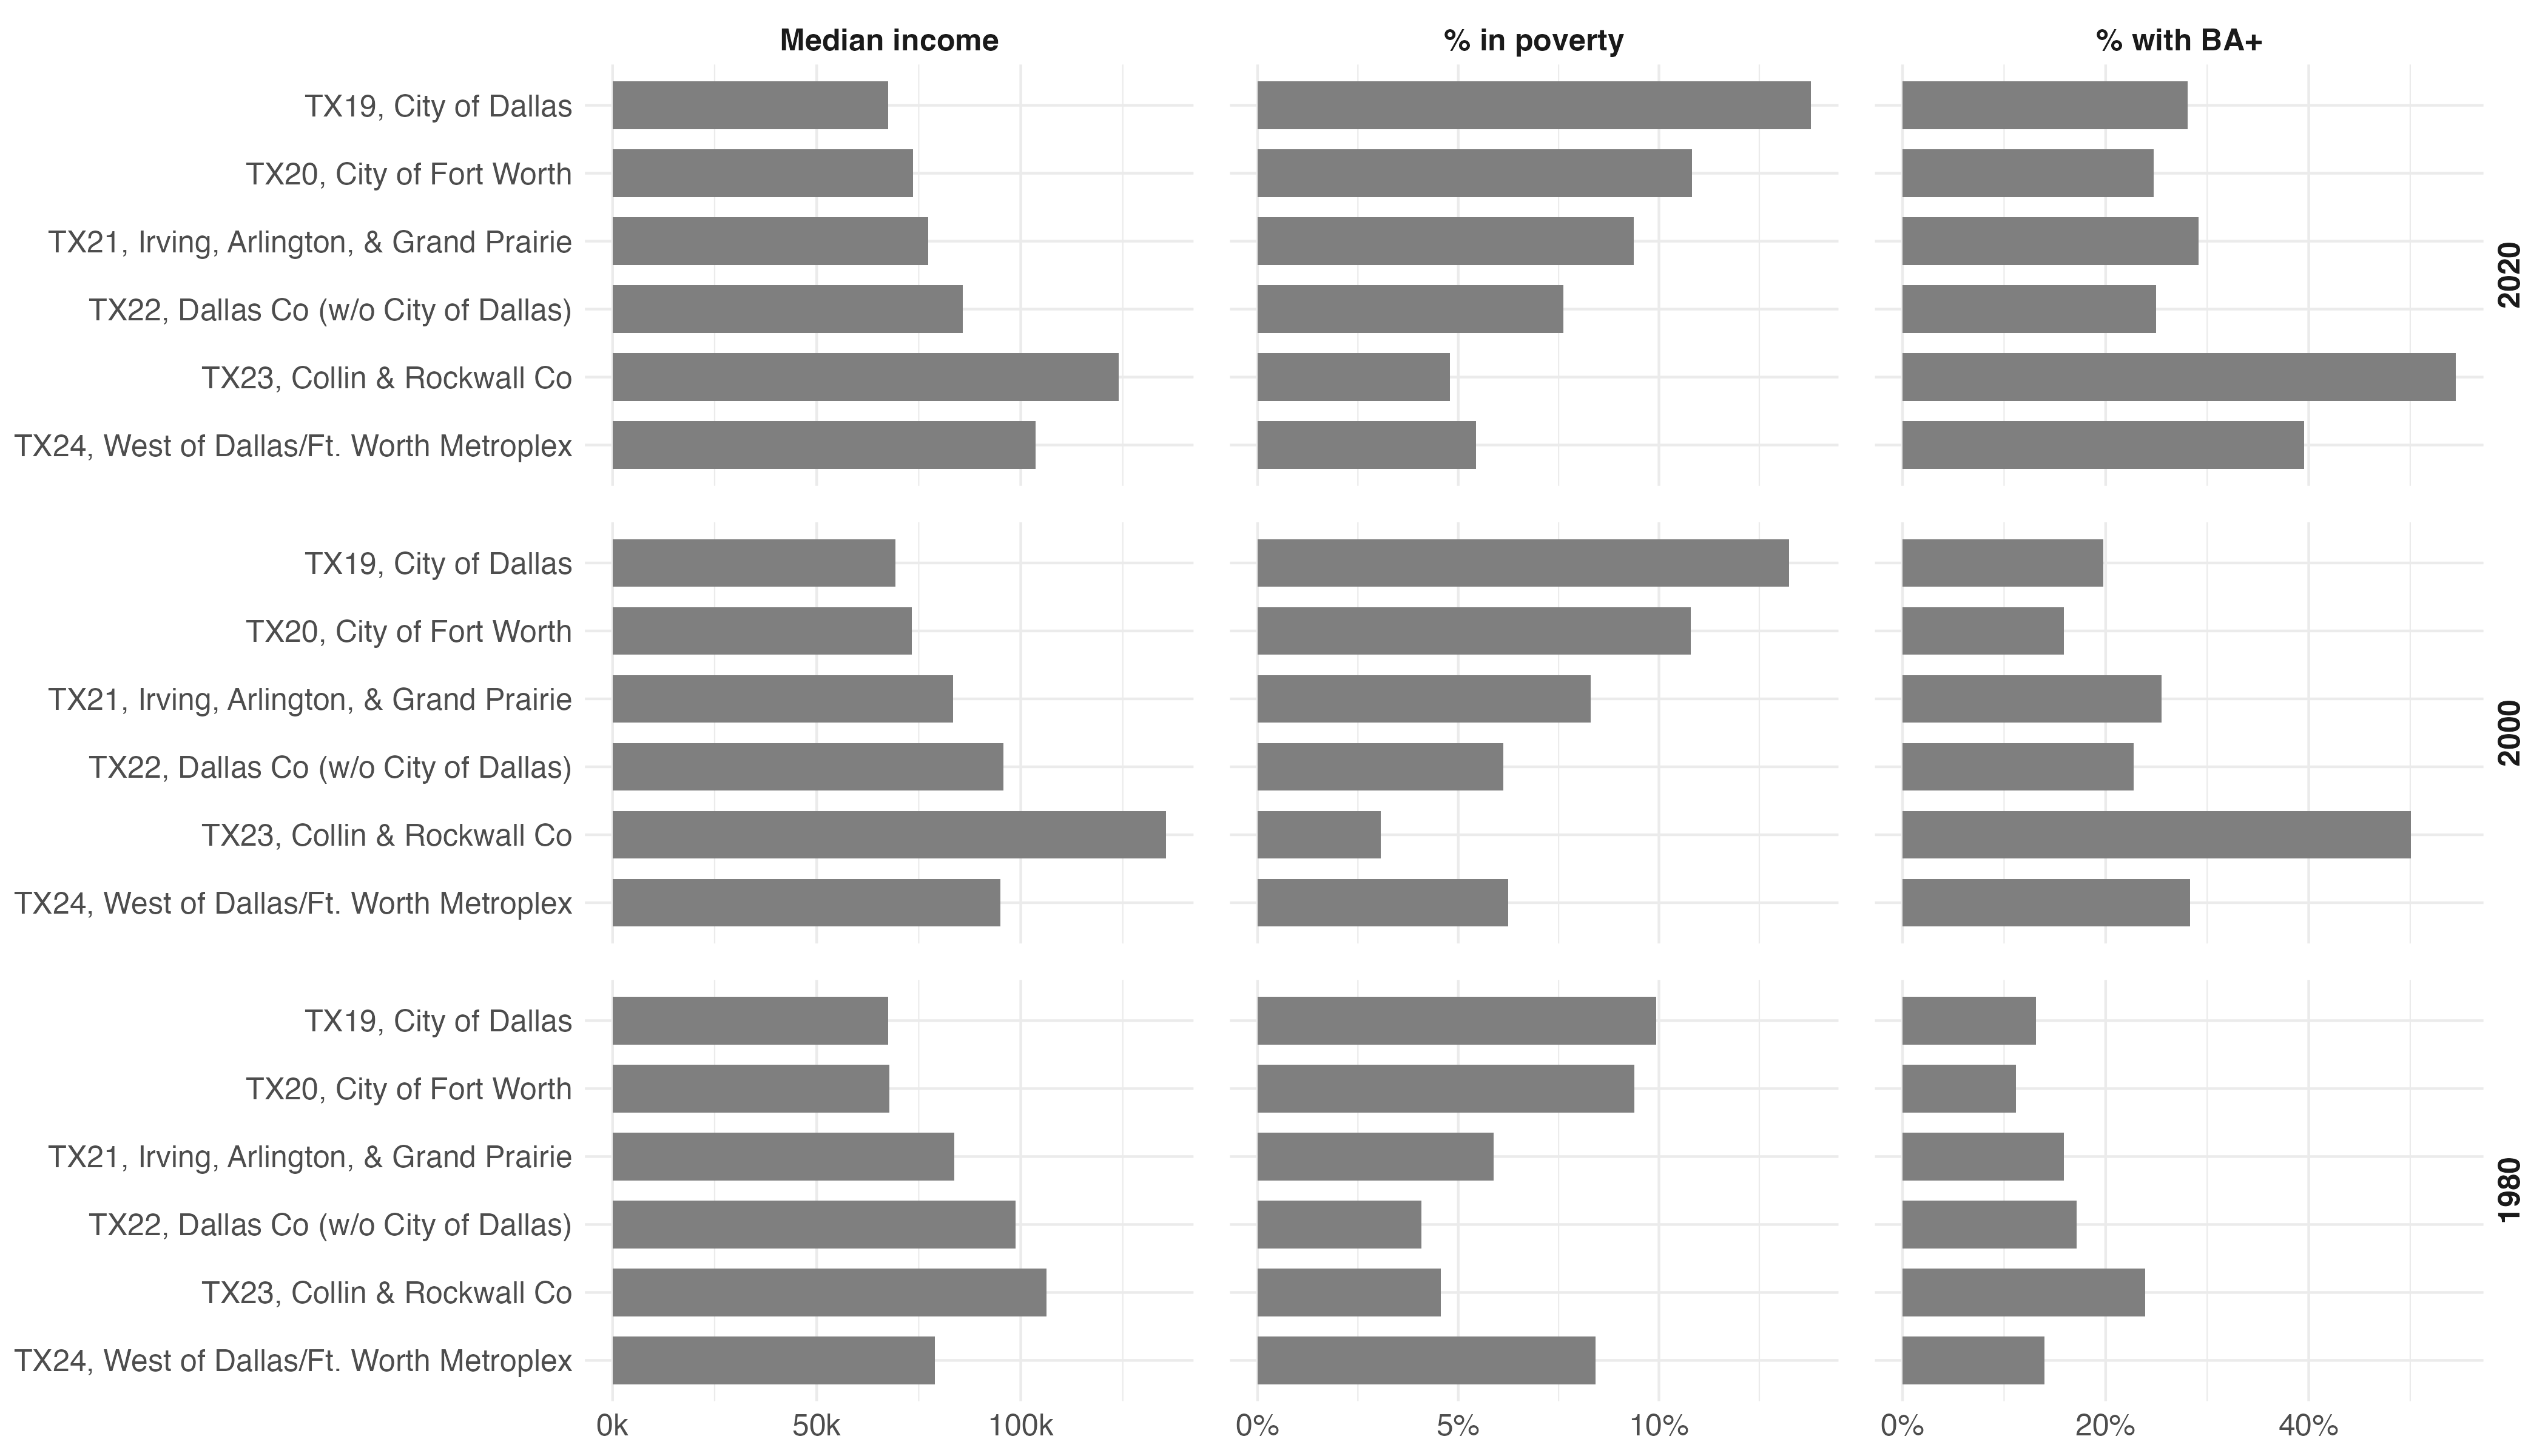 Median income
% in poverty
% with BA+
TX19, City of Dallas
TX20, City of Fort Worth
TX21, Irving, Arlington, & Grand Prairie
TX22, Dallas Co (w/o City of Dallas)
TX23, Collin & Rockwall Co
TX24, West of Dallas/Ft. Worth Metroplex
2020
TX19, City of Dallas
TX20, City of Fort Worth
TX21, Irving, Arlington, & Grand Prairie
TX22, Dallas Co (w/o City of Dallas)
TX23, Collin & Rockwall Co
TX24, West of Dallas/Ft. Worth Metroplex
2000
TX19, City of Dallas
TX20, City of Fort Worth
TX21, Irving, Arlington, & Grand Prairie
TX22, Dallas Co (w/o City of Dallas)
TX23, Collin & Rockwall Co
TX24, West of Dallas/Ft. Worth Metroplex
1980
0k 50k 100k
0% 5% 10%
0% 20% 40%